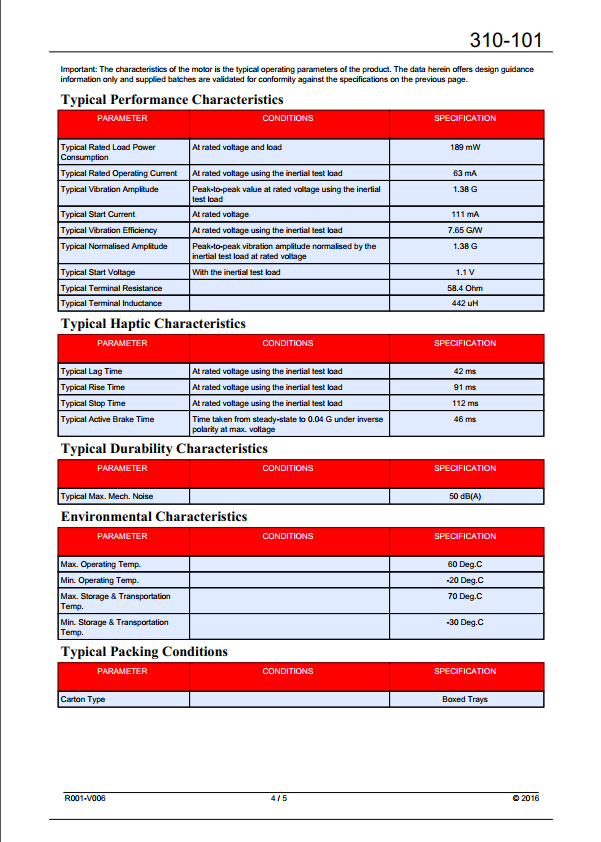 310-101
Important: The characteristics of the motor is the typical operating parameters of the product. The data herein offers design guidance
information only and supplied batches are validated for conformity against the specifications on the previous page.
Typical Performance Characteristics
PARAMETER CONDITIONS SPECIFICATION
Typical Rated Load Power At rated voltage and load 189 mW
Consumption
Typical Rated Operating Current At rated voltage using the inertial test load 63 mA
Typical Vibration Amplitude Peak-to-peak value at rated voltage using the inertial 1.38 G
test load
Typical Start Current At rated voltage 111 mA
Typical Vibration Efficiency At rated voltage using the inertial test load 7.65 G/W
Typical Normalised Amplitude Peak-to-peak vibration amplitude normalised by the 1.38 G
inertial test load at rated voltage
Typical Start Voltage With the inertial test load 1.1 V
Typical Terminal Resistance 58.4 Ohm
Typical Terminal Inductance 442 uH
Typical Haptic Characteristics
PARAMETER CONDITIONS SPECIFICATION
Typical Lag Time At rated voltage using the inertial test load 42 ms
Typical Rise Time At rated voltage using the inertial test load 91 ms
Typical Stop Time At rated voltage using the inertial test load 112 ms
Typical Active Brake Time Time taken from steady-state to 0.04 G under inverse 46 ms
polarity at max. voltage
Typical Durability Characteristics
PARAMETER CONDITIONS SPECIFICATION
Typical Max. Mech. Noise 50 dB(A)
Environmental Characteristics
PARAMETER CONDITIONS SPECIFICATION
Max. Operating Temp. 60 Deg.C
Min. Operating Temp. -20 Deg.C
Max. Storage & Transportation 70 Deg.C
Temp.
Min. Storage & Transportation -30 Deg.C
Temp.
Typical Packing Conditions
PARAMETER CONDITIONS SPECIFICATION
Carton Type Boxed Trays
R001-V006 4 / 5 © 2016